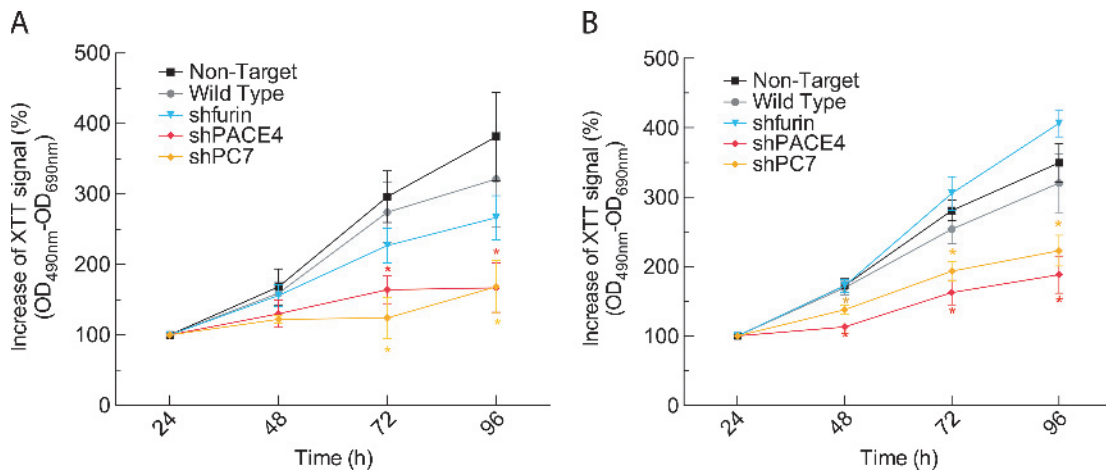 A
500
400
300
200
100
0
Increase of XTT signal (%)
(OD490nm-OD690nm)
Non-Target
Wild Type
shfurin
shPACE4
shPC7
*
*
*
*
24
48
72
96
Time (h)
B
500
400
300
200
100
0
Increase of XTT signal (%)
(OD490nm-OD690nm)
Non-Target
Wild Type
shfurin
shPACE4
shPC7
*
*
*
*
*
*
24
48
72
96
Time (h)